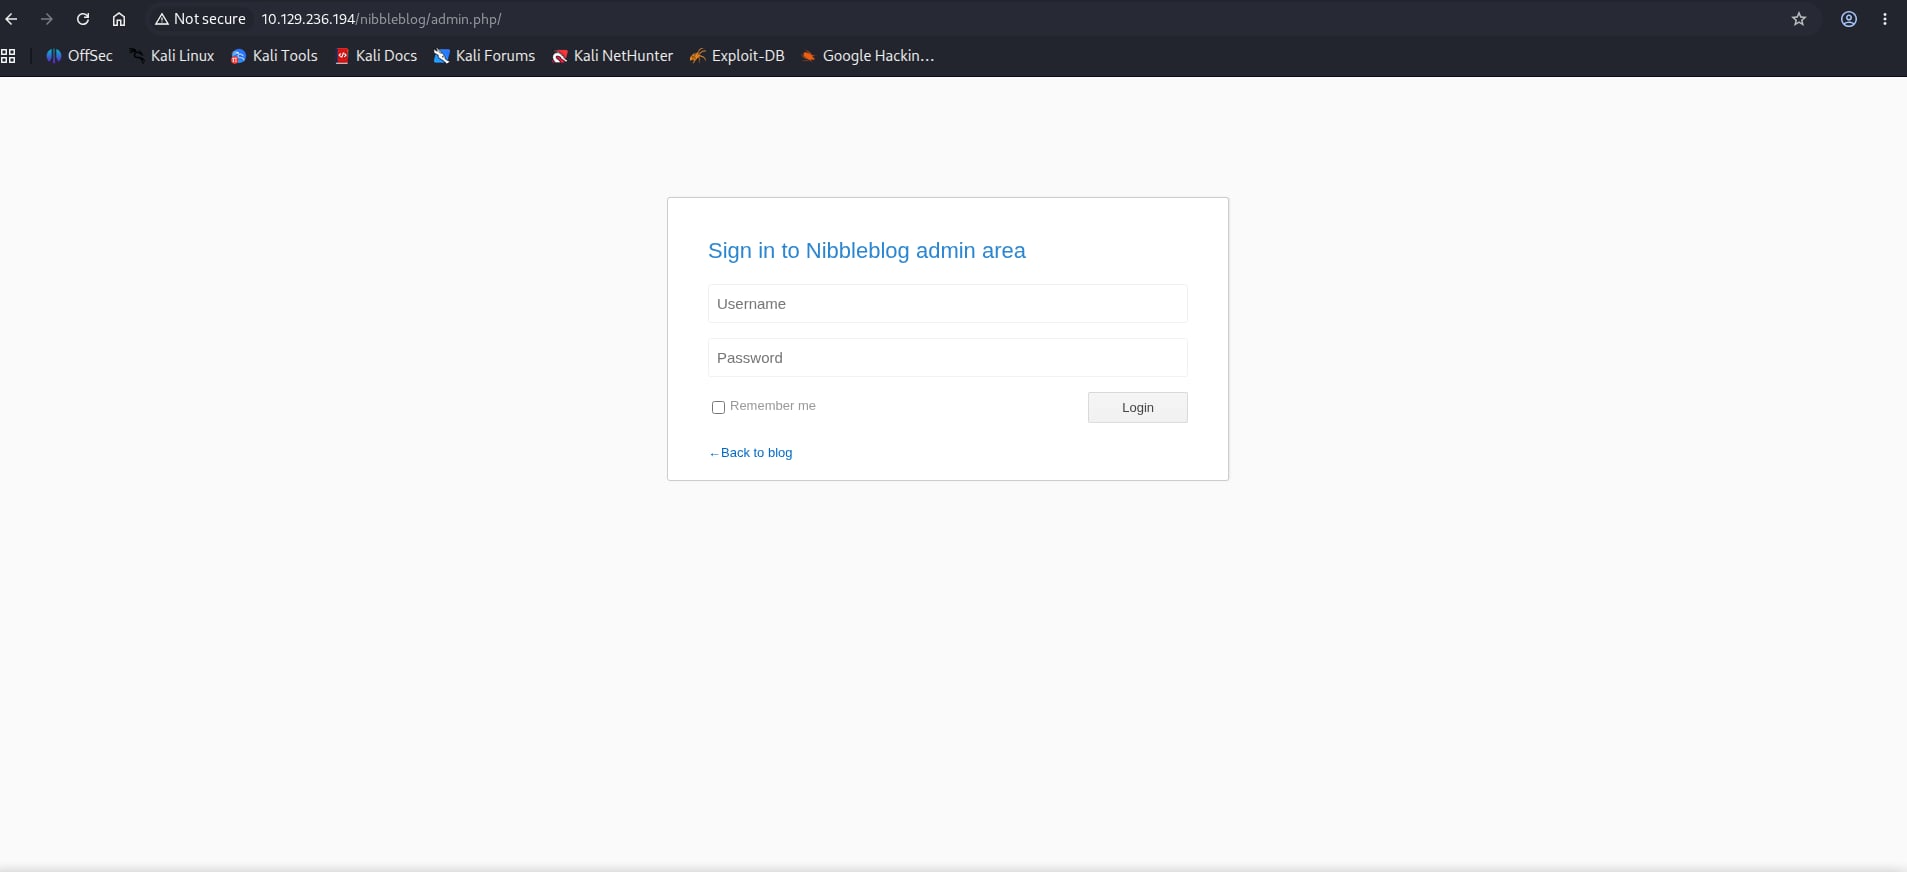 Not secure 10.129.236.194/nibbleblog/admin.php/
OffSec Kali Linux Kali Tools Kali Docs Kali Forums Kali NetHunter Exploit-DB Google Hackin...
Sign in to Nibbleblog admin area
Username
Password
Remember me Login
←Back to blog